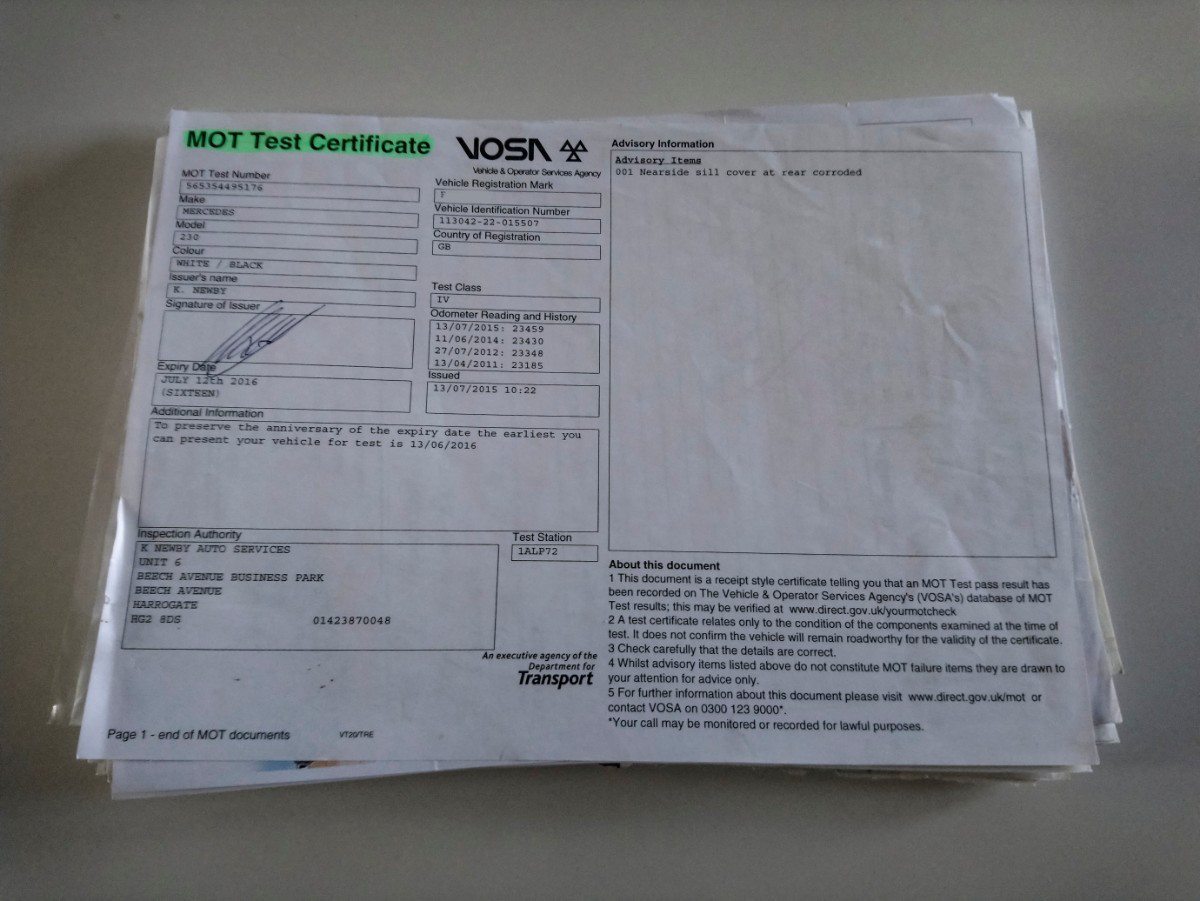 MOT Test Certificate
VOSA
Vehicle & Operator Services Agency
MOT Test Number
565354495176
Make
MERCEDES
Model
230
Colour
WHITE / BLACK
Issuer's name
K. NEWBY
Signature of Issuer
Expiry Date
JULY 12th 2016
(SIXTEEN)
Vehicle Registration Mark
F
Vehicle Identification Number
113042-22-015507
Country of Registration
GB
Test Class
IV
Odometer Reading and History
13/07/2015: 23459
11/06/2014: 23430
27/07/2012: 23348
13/04/2011: 23185
Issued
13/07/2015 10:22
Additional Information
To preserve the anniversary of the expiry date the earliest you
can present your vehicle for test is 13/06/2016
Inspection Authority
K NEWBY AUTO SERVICES
UNIT 6
BEECH AVENUE BUSINESS PARK
BEECH AVENUE
HARROGATE
HG2 8DS 01423870048
Test Station
1ALP72
An executive agency of the
Department for
Transport
Page 1 - end of MOT documents VT20/TRE
Advisory Information
Advisory Items
001 Nearside sill cover at rear corroded
About this document
1 This document is a receipt style certificate telling you that an MOT Test pass result has
been recorded on The Vehicle & Operator Services Agency's (VOSA's) database of MOT
Test results; this may be verified at www.direct.gov.uk/yourmotcheck
2 A test certificate relates only to the condition of the components examined at the time of
test. It does not confirm the vehicle will remain roadworthy for the validity of the certificate.
3 Check carefully that the details are correct.
4 Whilst advisory items listed above do not constitute MOT failure items they are drawn to
your attention for advice only.
5 For further information about this document please visit www.direct.gov.uk/mot or
contact VOSA on 0300 123 9000*.
*Your call may be monitored or recorded for lawful purposes.